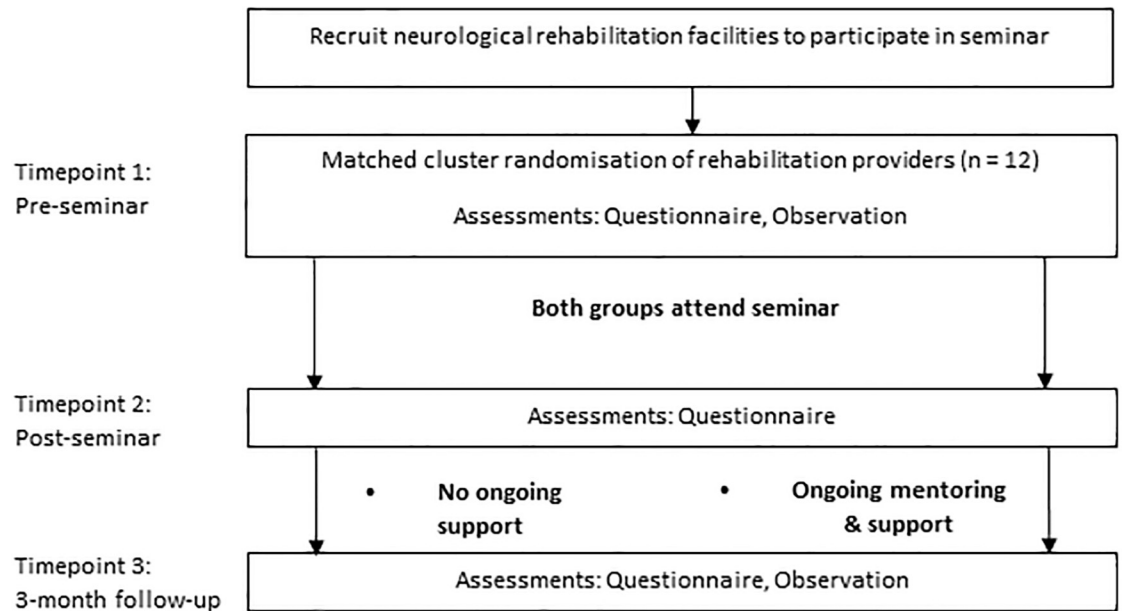 Recruit neurological rehabilitation facilities to participate in seminar
Timepoint 1:
Pre-seminar
Matched cluster randomisation of rehabilitation providers (n = 12)
Assessments: Questionnaire, Observation
Both groups attend seminar
Timepoint 2:
Post-seminar
Assessments: Questionnaire
• No ongoing
support
• Ongoing mentoring
& support
Timepoint 3:
3-month follow-up
Assessments: Questionnaire, Observation